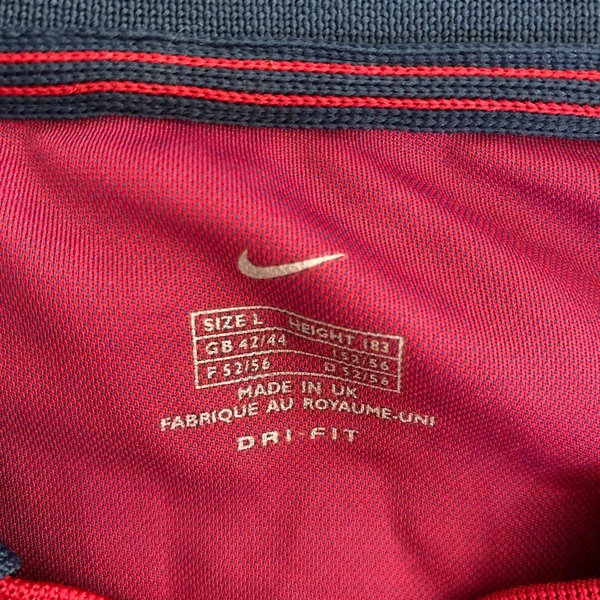 SIZE L HEIGHT 183
GB 42/44 I 52/56
F 52/56 D 52/56
MADE IN UK
FABRIQUE AU ROYAUME-UNI
DRI-FIT